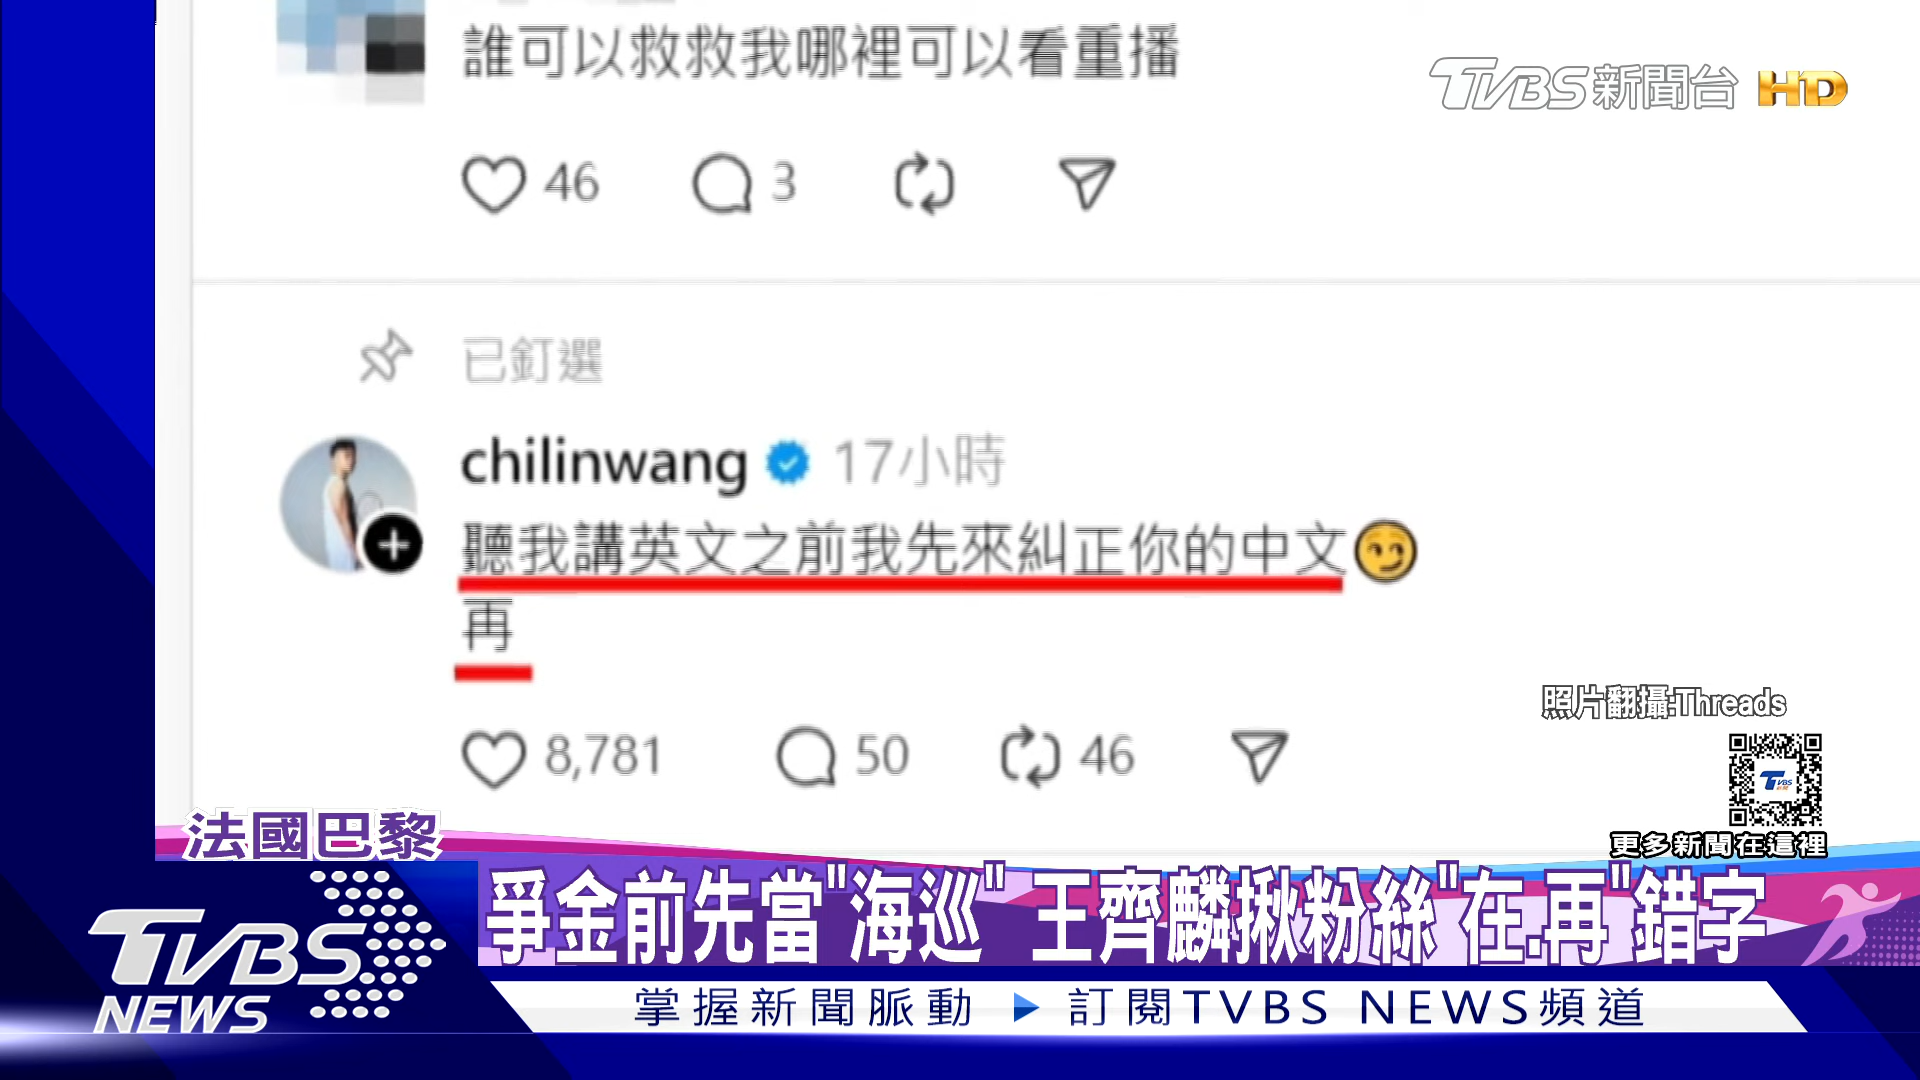 誰可以救救我哪裡可以看重播
TVBS新聞台 HD
46 3
已釘選
chilinwang 17小時
聽我講英文之前我先來糾正你的中文😏
再
8,781 50 46
照片翻攝:Threads
TVBS
新聞
更多新聞在這裡
法國巴黎
爭金前先當"海巡" 王齊麟揪粉絲"在.再"錯字
TVBS
NEWS
掌握新聞脈動 ▶ 訂閱TVBS NEWS頻道